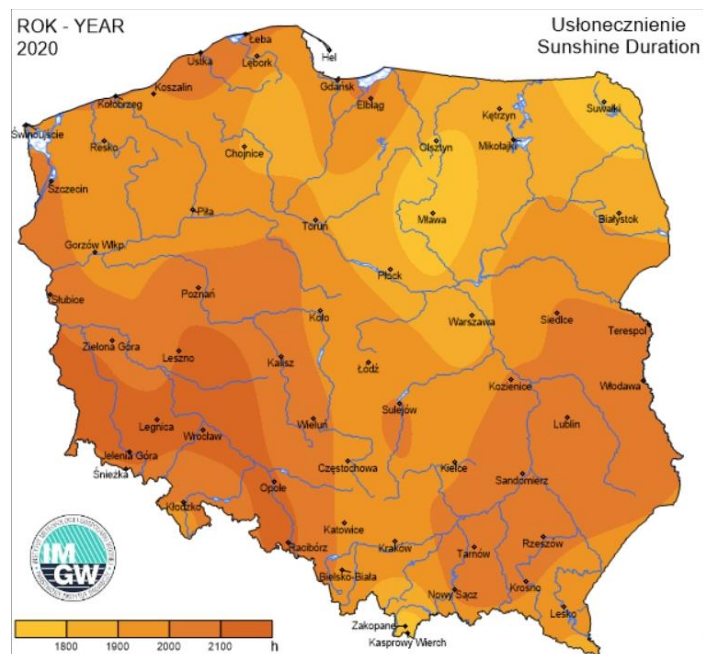 ROK - YEAR
2020
Usłonecznienie
Sunshine Duration
Łeba
Hel
Ustka
Lębork
Gdańsk
Koszalin
Elbląg
Kętrzyn
Suwałki
Kołobrzeg
Świnoujście
Resko
Chojnice
Olsztyn
Mikołajki
Szczecin
Piła
Toruń
Mława
Białystok
Gorzów Wlkp.
Płock
Słubice
Poznań
Koło
Warszawa
Siedlce
Terespol
Zielona Góra
Leszno
Kalisz
Łódź
Kozienice
Włodawa
Sulejów
Legnica
Wrocław
Wieluń
Lublin
Jelenia Góra
Śnieżka
Częstochowa
Kielce
Sandomierz
Opole
Kłodzko
Katowice
Racibórz
Kraków
Tarnów
Rzeszów
Bielsko-Biała
Nowy Sącz
Krosno
Lesko
Zakopane
Kasprowy Wierch
IM
GW
1800 1900 2000 2100 h